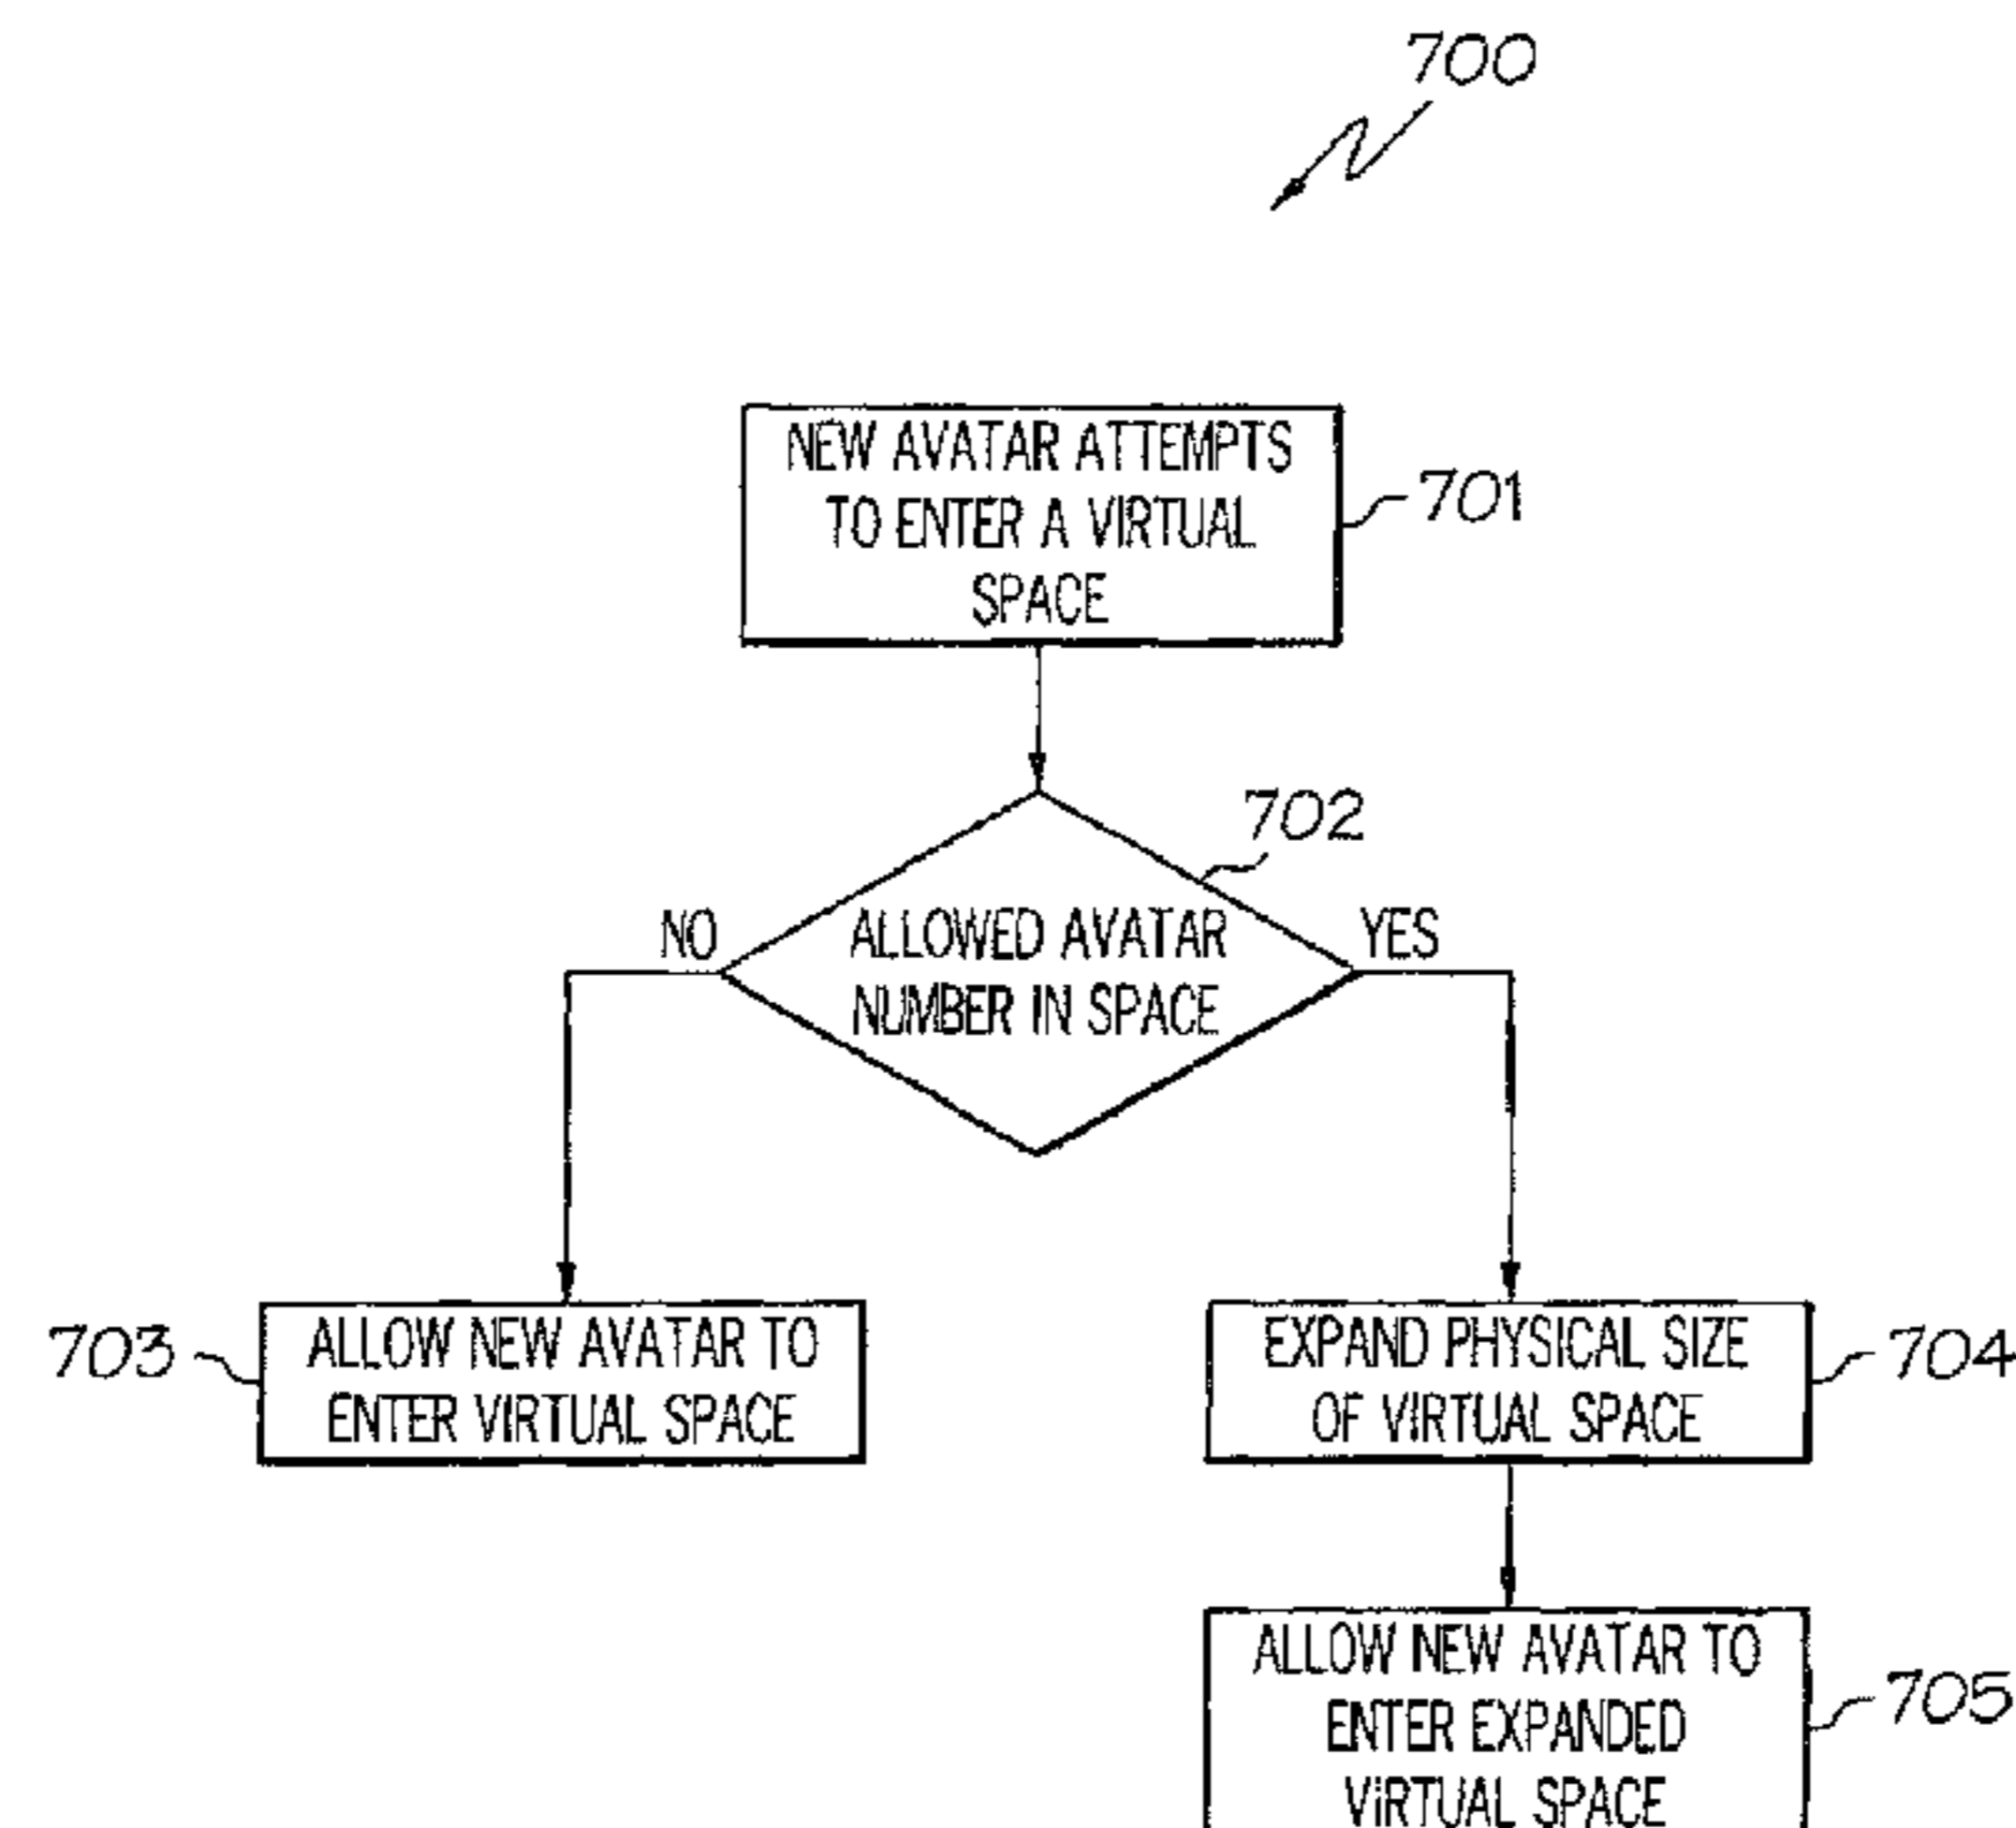 700
NEW AVATAR ATTEMPTS
TO ENTER A VIRTUAL
SPACE
701
702
NO
ALLOWED AVATAR
NUMBER IN SPACE
YES
703
ALLOW NEW AVATAR TO
ENTER VIRTUAL SPACE
EXPAND PHYSICAL SIZE
OF VIRTUAL SPACE
704
ALLOW NEW AVATAR TO
ENTER EXPANDED
VIRTUAL SPACE
705